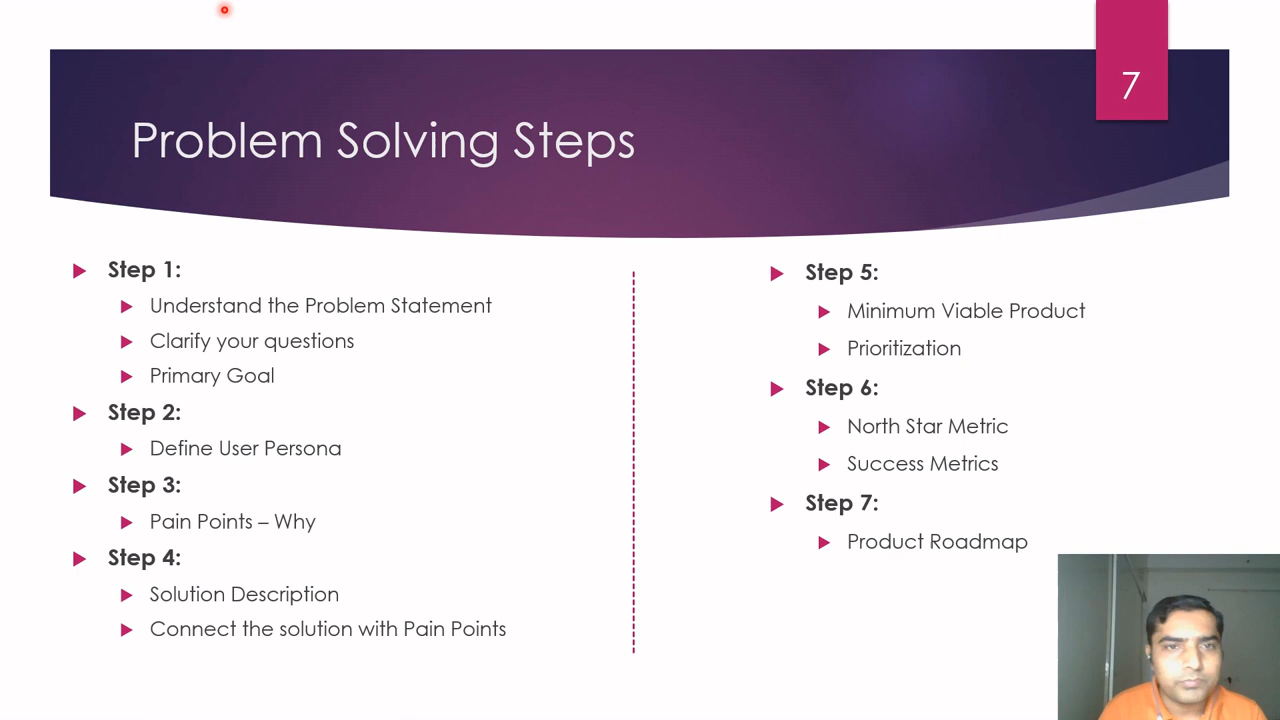 7
Problem Solving Steps
Step 1:
Understand the Problem Statement
Clarify your questions
Primary Goal
Step 2:
Define User Persona
Step 3:
Pain Points – Why
Step 4:
Solution Description
Connect the solution with Pain Points
Step 5:
Minimum Viable Product
Prioritization
Step 6:
North Star Metric
Success Metrics
Step 7:
Product Roadmap